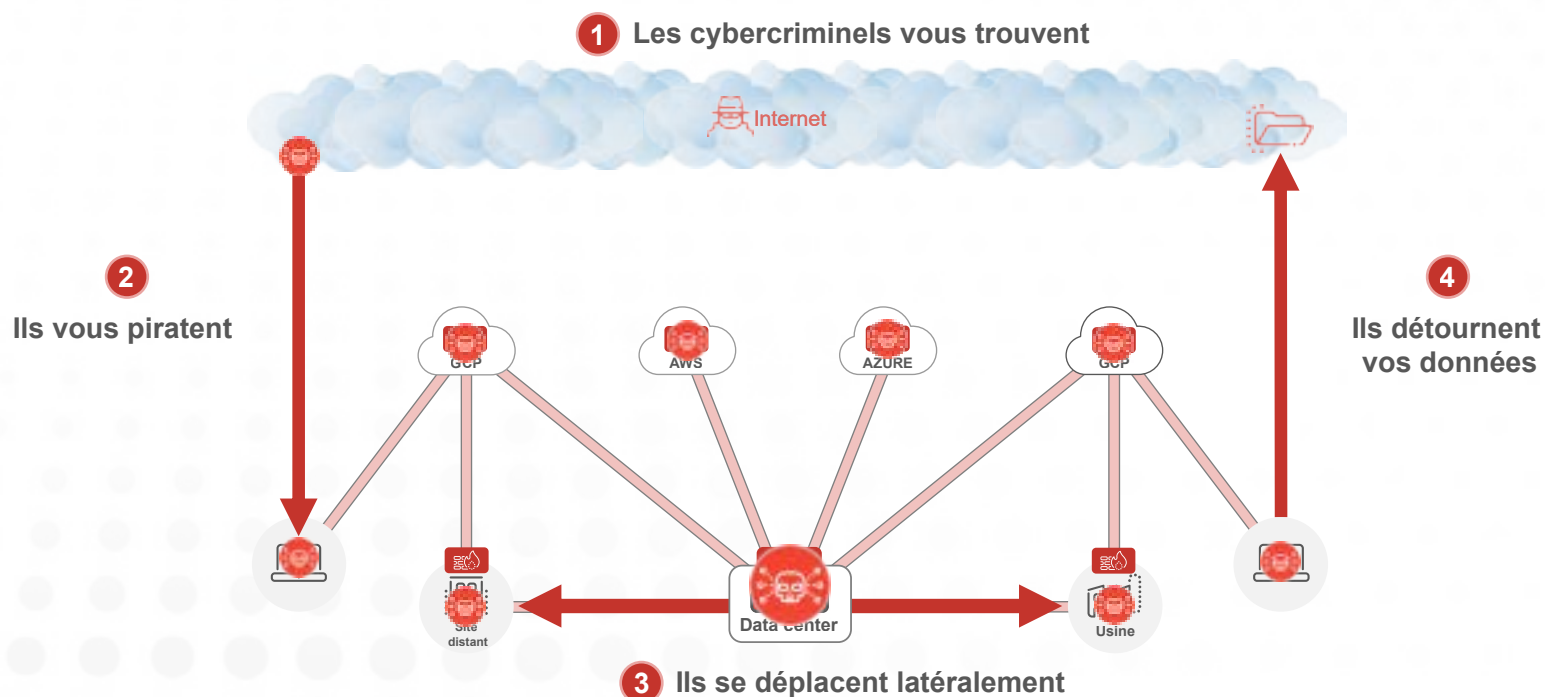 1 Les cybercriminels vous trouvent
Internet
2
Ils vous piratent
4
Ils détournent
vos données
GCP
AWS
AZURE
GCP
Site
distant
Data center
Usine
3 Ils se déplacent latéralement